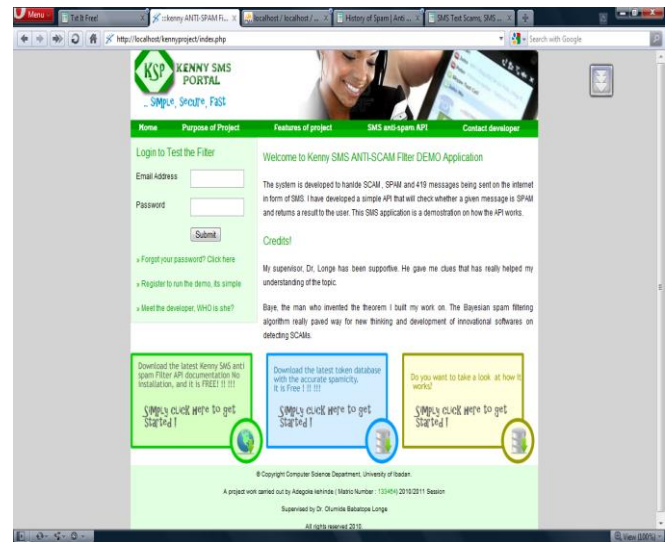 Menu
Txt It Free!
:kenny ANTI-SPAM Fi...
localhost / localhost / ...
History of Spam | Anti ...
SMS Text Scams, SMS ...
http://localhost/kennyproject/index.php
Search with Google
KSP KENNY SMS
PORTAL
... SiMPLe, SecuRe, FaSt
Home Purpose of Project Features of project SMS anti-spam API Contact developer
Login to Test the Filter
Email Address
Password
Submit
» Forgot your password? Click here
» Register to run the demo, its simple
» Meet the developer, WHO is she?
Welcome to Kenny SMS ANTI-SCAM Filter DEMO Application
The system is developed to hanlde SCAM , SPAM and 419 messages being sent on the internet
in form of SMS. I have developed a simple API that will check whether a given message is SPAM
and returns a result to the user. This SMS application is a demostration on how the API works.
Credits!
My supervisor, Dr, Longe has been supportive. He gave me clues that has really helped my
understanding of the topic.
Baye, the man who invented the theorem I built my work on. The Bayesian spam filtering
algorithm really paved way for new thinking and development of innovational softwares on
detecting SCAMs.
Download the latest Kenny SMS anti
spam Filter API documentation No
installation, and it is FREE! !! !!!
SiMPLy cLicK HeRe to get
StaRted !
Download the latest token database
with the accurate spamicity.
It is Free ! !! !!!
SiMPLy cLicK HeRe to get
StaRted !
Do you want to take a look at how it
works!
SiMPLy cLicK HeRe to get
StaRted !
© Copyright Computer Science Department, University of Ibadan.
A project work carried out by Adegoke kehinde ( Matric Number : 133464) 2010/2011 Session
Supervised by Dr. Olumide Babatope Longe
All rights reserved 2010.
View (100%)